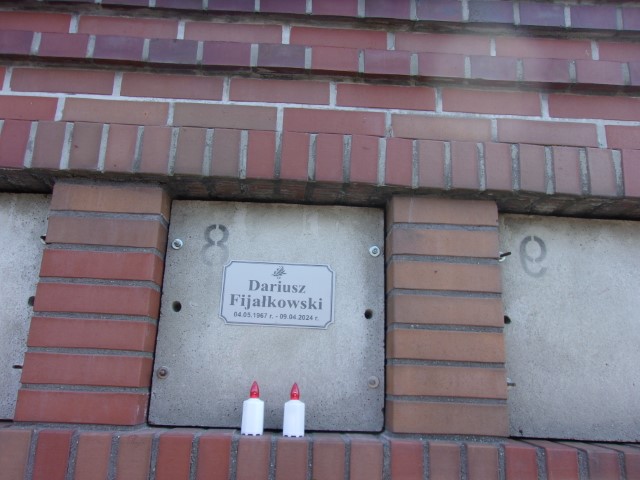 8
Dariusz
Fijałkowski
04.05.1967 r. - 09.04.2024 r.
9